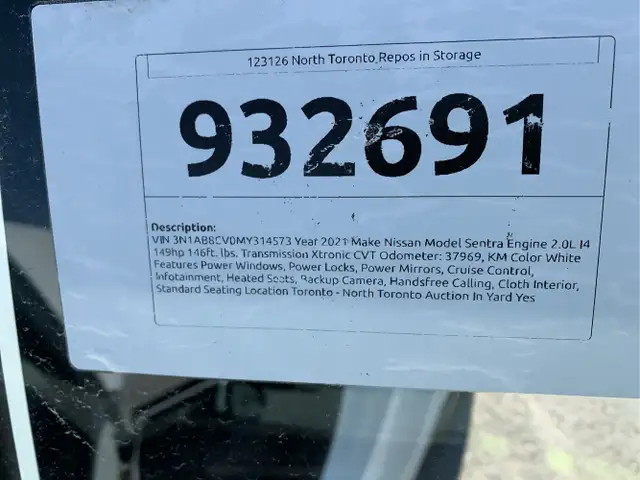 123126 North Toronto Repos in Storage
932691
Description:
VIN 3N1AB8CV0MY314573 Year 2021 Make Nissan Model Sentra Engine 2.0L I4
149hp 146ft. lbs. Transmission Xtronic CVT Odometer: 37969, KM Color White
Features Power Windows, Power Locks, Power Mirrors, Cruise Control,
Infotainment, Heated Seats, Backup Camera, Handsfree Calling, Cloth Interior,
Standard Seating Location Toronto - North Toronto Auction In Yard Yes